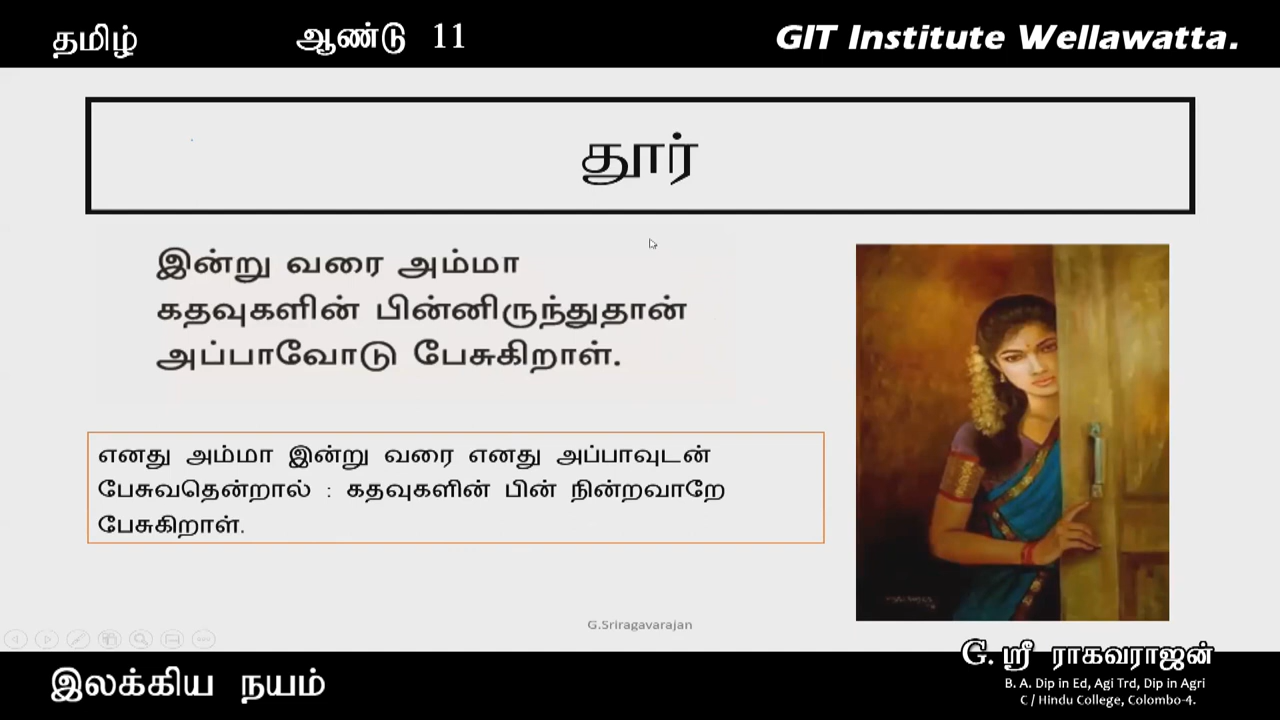 தமிழ்
ஆண்டு 11
GIT Institute Wellawatta.
தூர்
இன்று வரை அம்மா
கதவுகளின் பின்னிருந்துதான்
அப்பாவோடு பேசுகிறாள்.
எனது அம்மா இன்று வரை எனது அப்பாவுடன்
பேசுவதென்றால் : கதவுகளின் பின் நின்றவாறே
பேசுகிறாள்.
G.Sriragavarajan
இலக்கிய நயம்
G. ஸ்ரீ ராகவராஜன்
B. A. Dip in Ed, Agi Trd, Dip in Agri
C / Hindu College, Colombo-4.